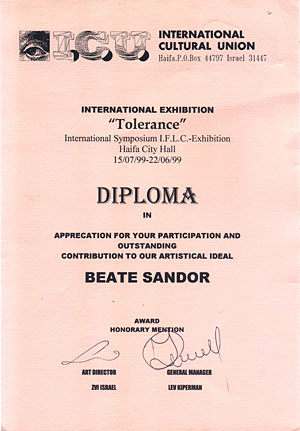 I.C.U. INTERNATIONAL
CULTURAL UNION
Haifa.P.O.Box 44797 Israel 31447
INTERNATIONAL EXHIBITION
“Tolerance”
International Symposium I.F.L.C.-Exhibition
Haifa City Hall
15/07/99-22/06/99
DIPLOMA
IN
APPRECATION FOR YOUR PARTICIPATION AND
OUTSTANDING
CONTRIBUTION TO OUR ARTISTICAL IDEAL
BEATE SANDOR
AWARD
HONORARY MENTION
ART DIRECTOR GENERAL MANAGER
ZVI ISRAEL LEV KIPERMAN